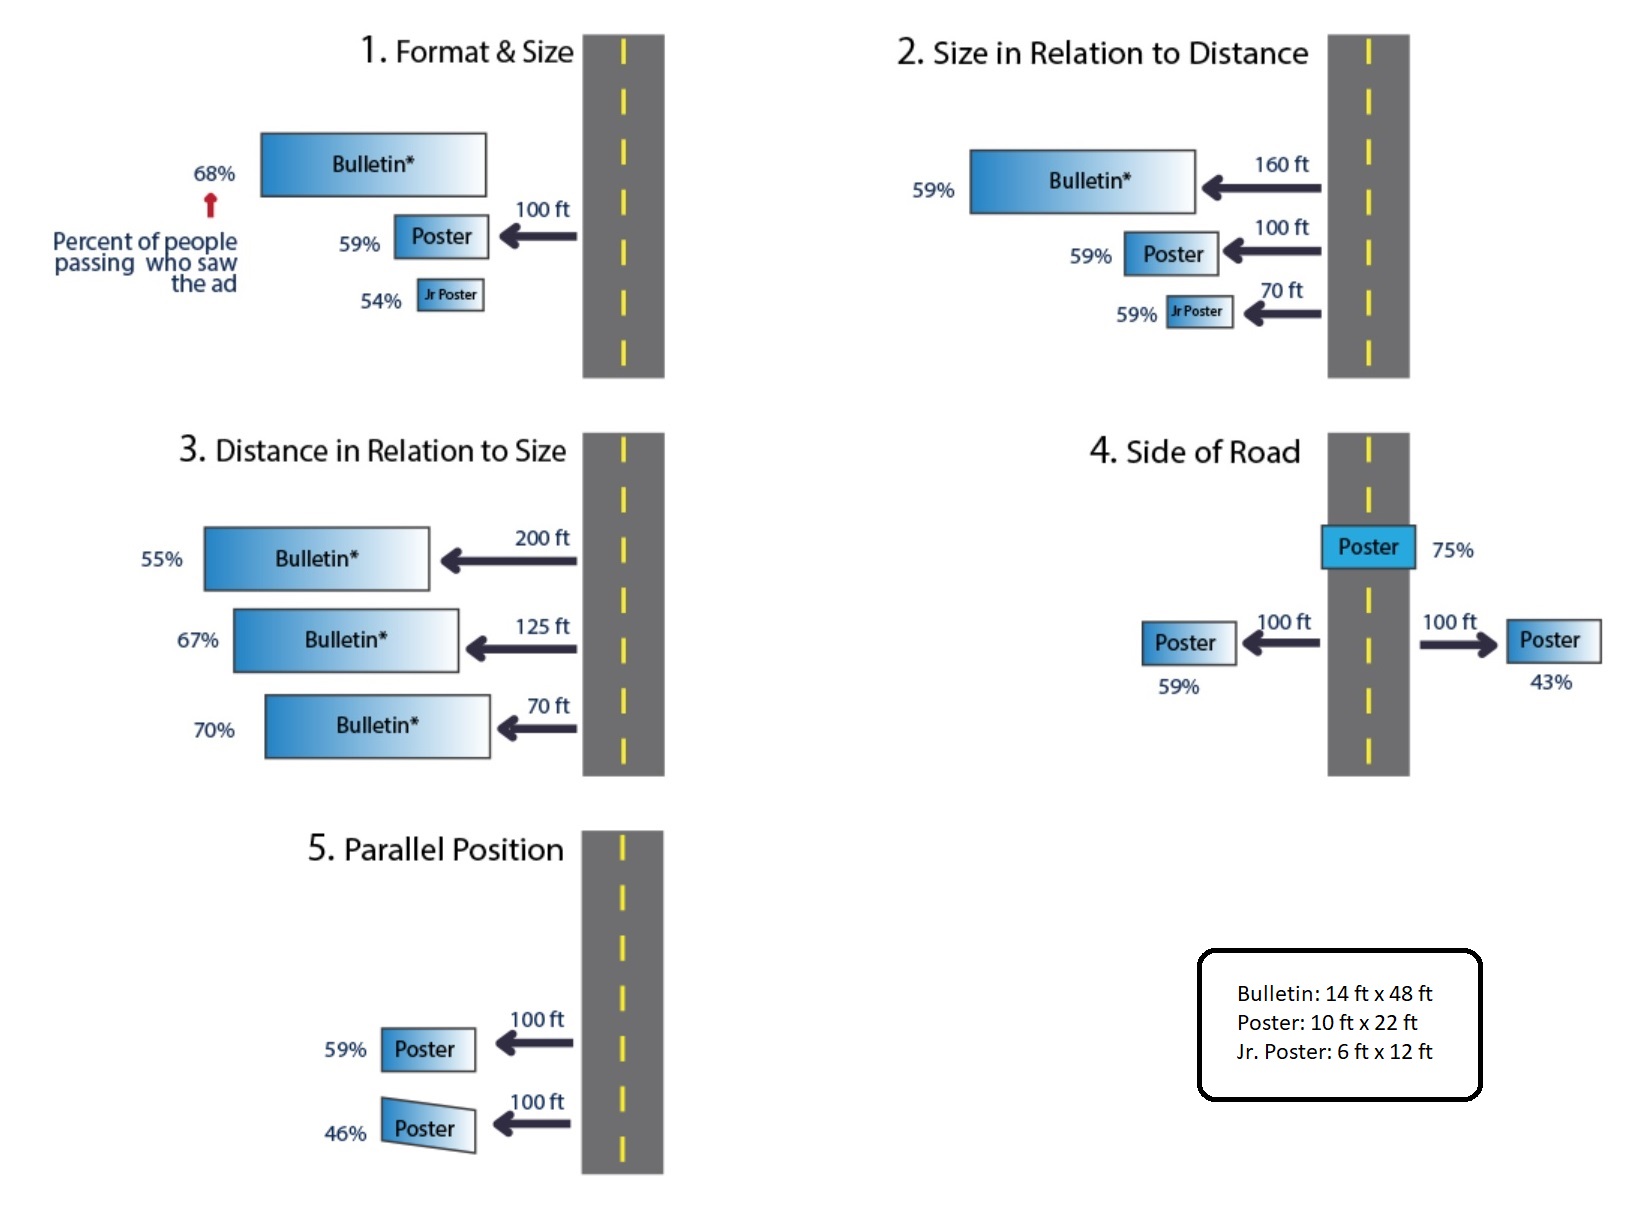 1. Format & Size
Bulletin*
68%
100 ft
Poster
59%
Percent of people
passing who saw
the ad
Jr Poster
54%
2. Size in Relation to Distance
160 ft
Bulletin*
59%
100 ft
Poster
59%
70 ft
Jr Poster
59%
3. Distance in Relation to Size
200 ft
Bulletin*
55%
125 ft
Bulletin*
67%
70 ft
Bulletin*
70%
4. Side of Road
Poster
75%
100 ft
100 ft
Poster
Poster
59%
43%
5. Parallel Position
100 ft
59%
Poster
100 ft
46%
Poster
Bulletin: 14 ft x 48 ft
Poster: 10 ft x 22 ft
Jr. Poster: 6 ft x 12 ft